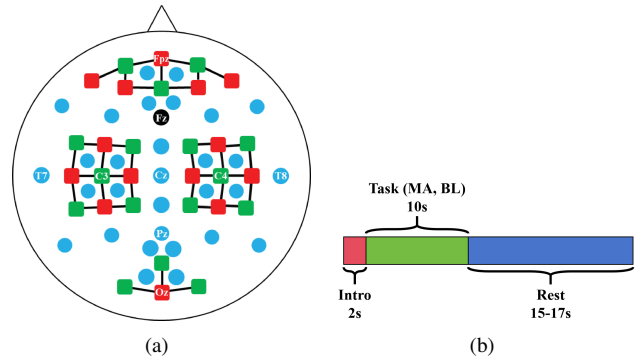 Fpz
Fz
T7
C3
Cz
C4
T8
Pz
Oz
(a)
Task (MA, BL)
10s
Intro
2s
Rest
15-17s
(b)